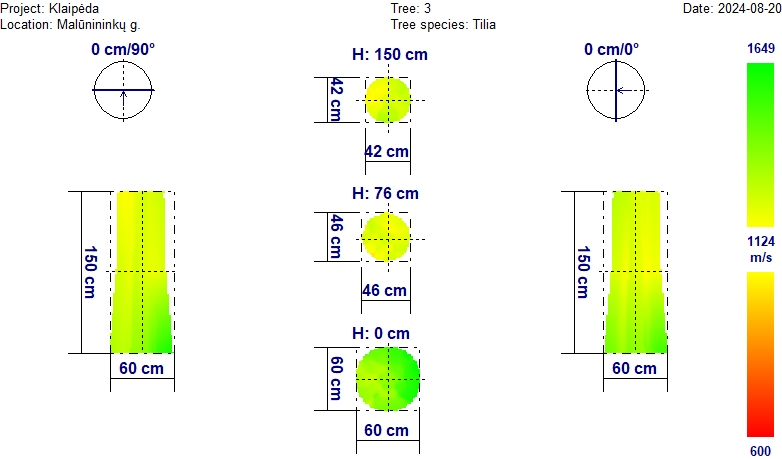 Project: Klaipėda
Tree: 3
Date: 2024-08-20
Location: Malūnininkų g.
Tree species: Tilia
0 cm/90°
H: 150 cm
0 cm/0°
1649
42 cm
42 cm
H: 76 cm
46 cm
46 cm
150 cm
150 cm
1124
m/s
H: 0 cm
60 cm
60 cm
60 cm
60 cm
600